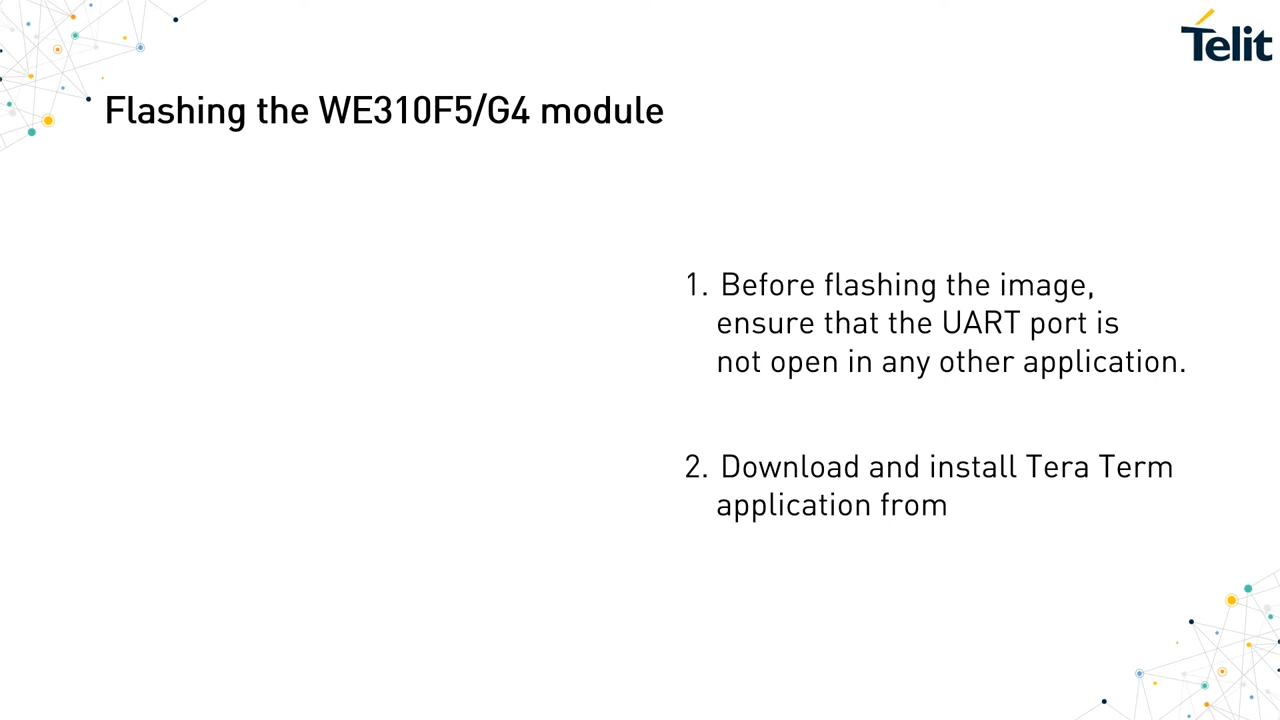 Telit
Flashing the WE310F5/G4 module
1. Before flashing the image,
ensure that the UART port is
not open in any other application.
2. Download and install Tera Term
application from